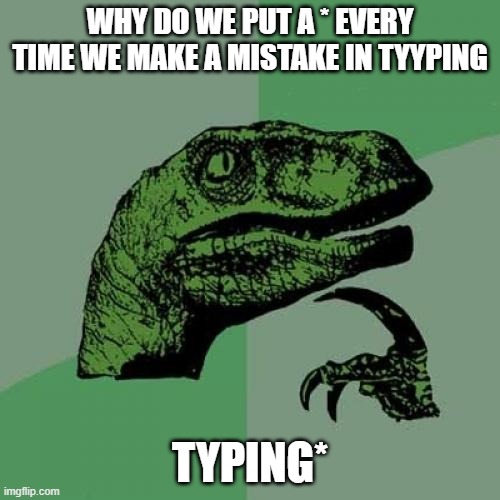 WHY DO WE PUT A * EVERY
TIME WE MAKE A MISTAKE IN TYYPING
TYPING*
imgflip.com